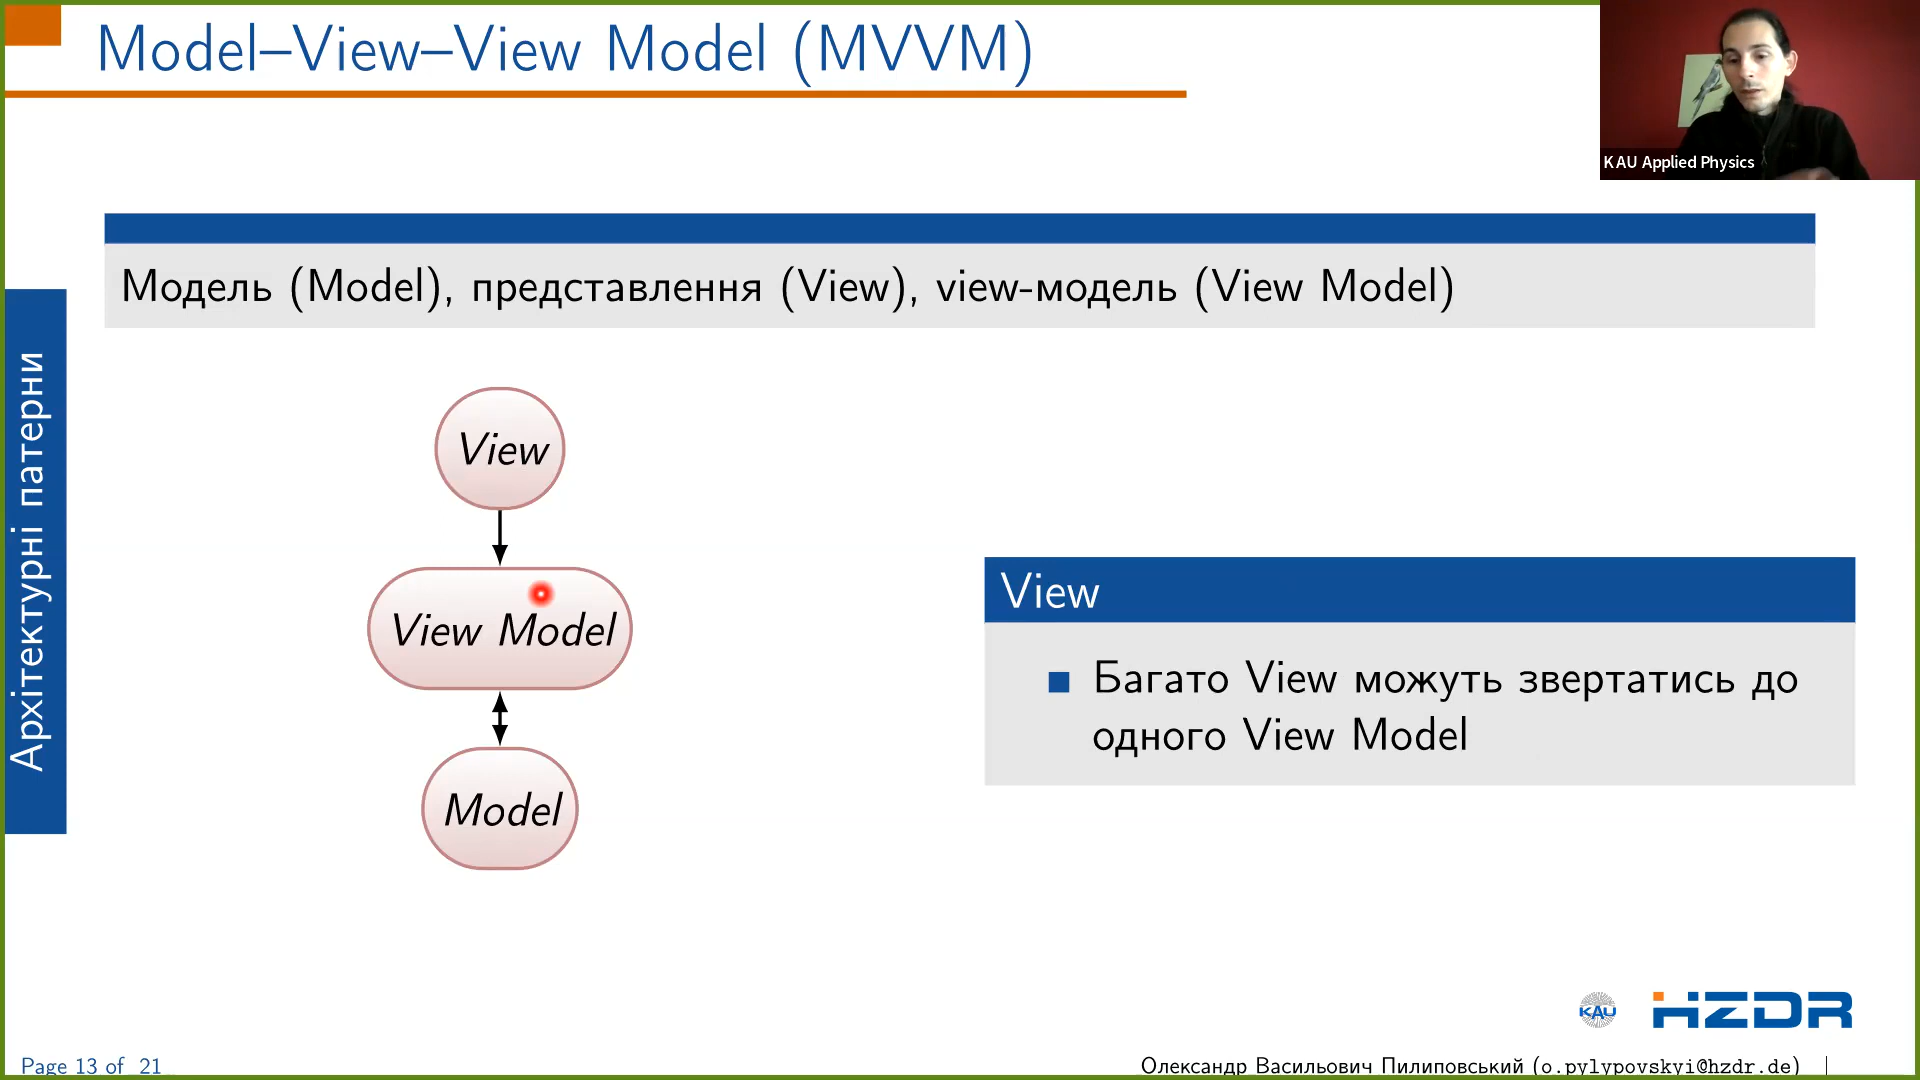 Model–View–View Model (MVVM)
KAU Applied Physics
Модель (Model), представлення (View), view-модель (View Model)
Архітектурні патерни
View
View Model
Model
View
Багато View можуть звертатись до
одного View Model
KAU
HZDR
Page 13 of 21
Олександр Васильович Пилиповський (o.pylypovskyi@hzdr.de)